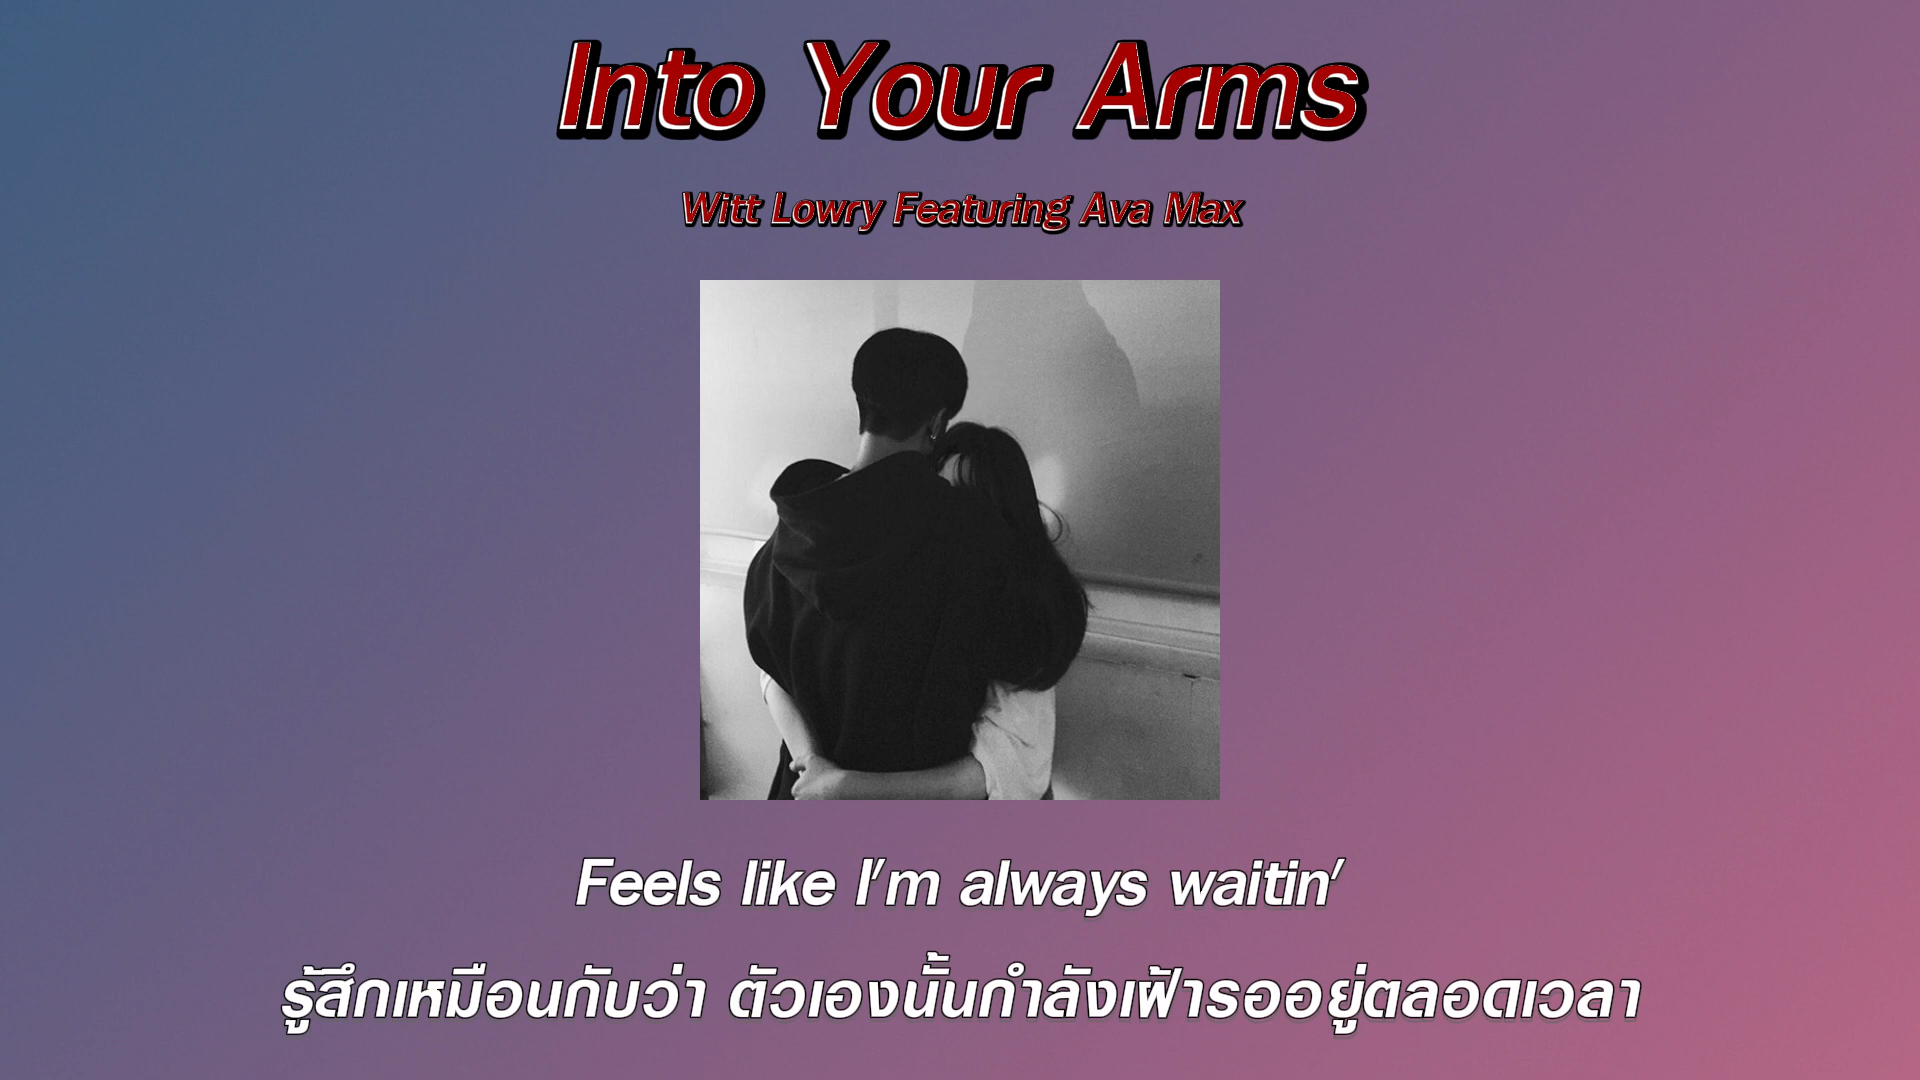 Into Your Arms
Witt Lowry Featuring Ava Max
Feels like I'm always waitin'
รู้สึกเหมือนกับว่า ตัวเองนั้นกำลังเฝ้ารออยู่ตลอดเวลา